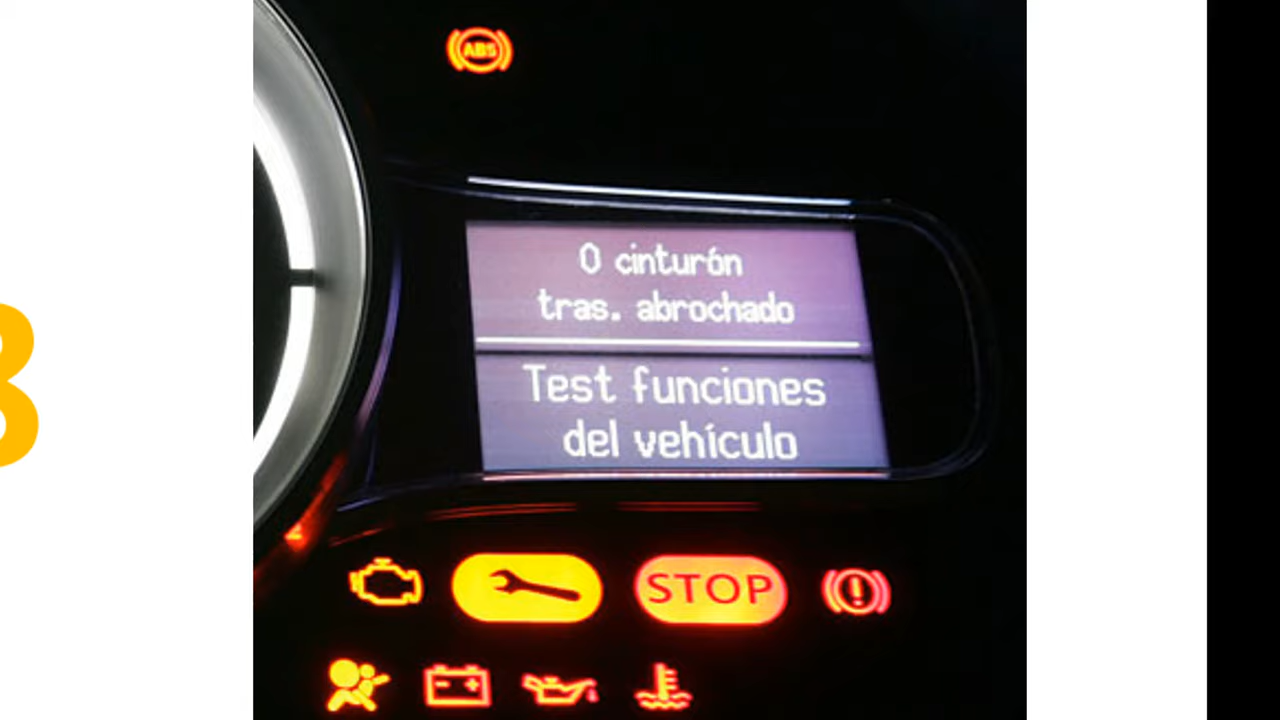 ABS
0 cinturón
tras. abrochado
Test funciones
del vehículo
STOP